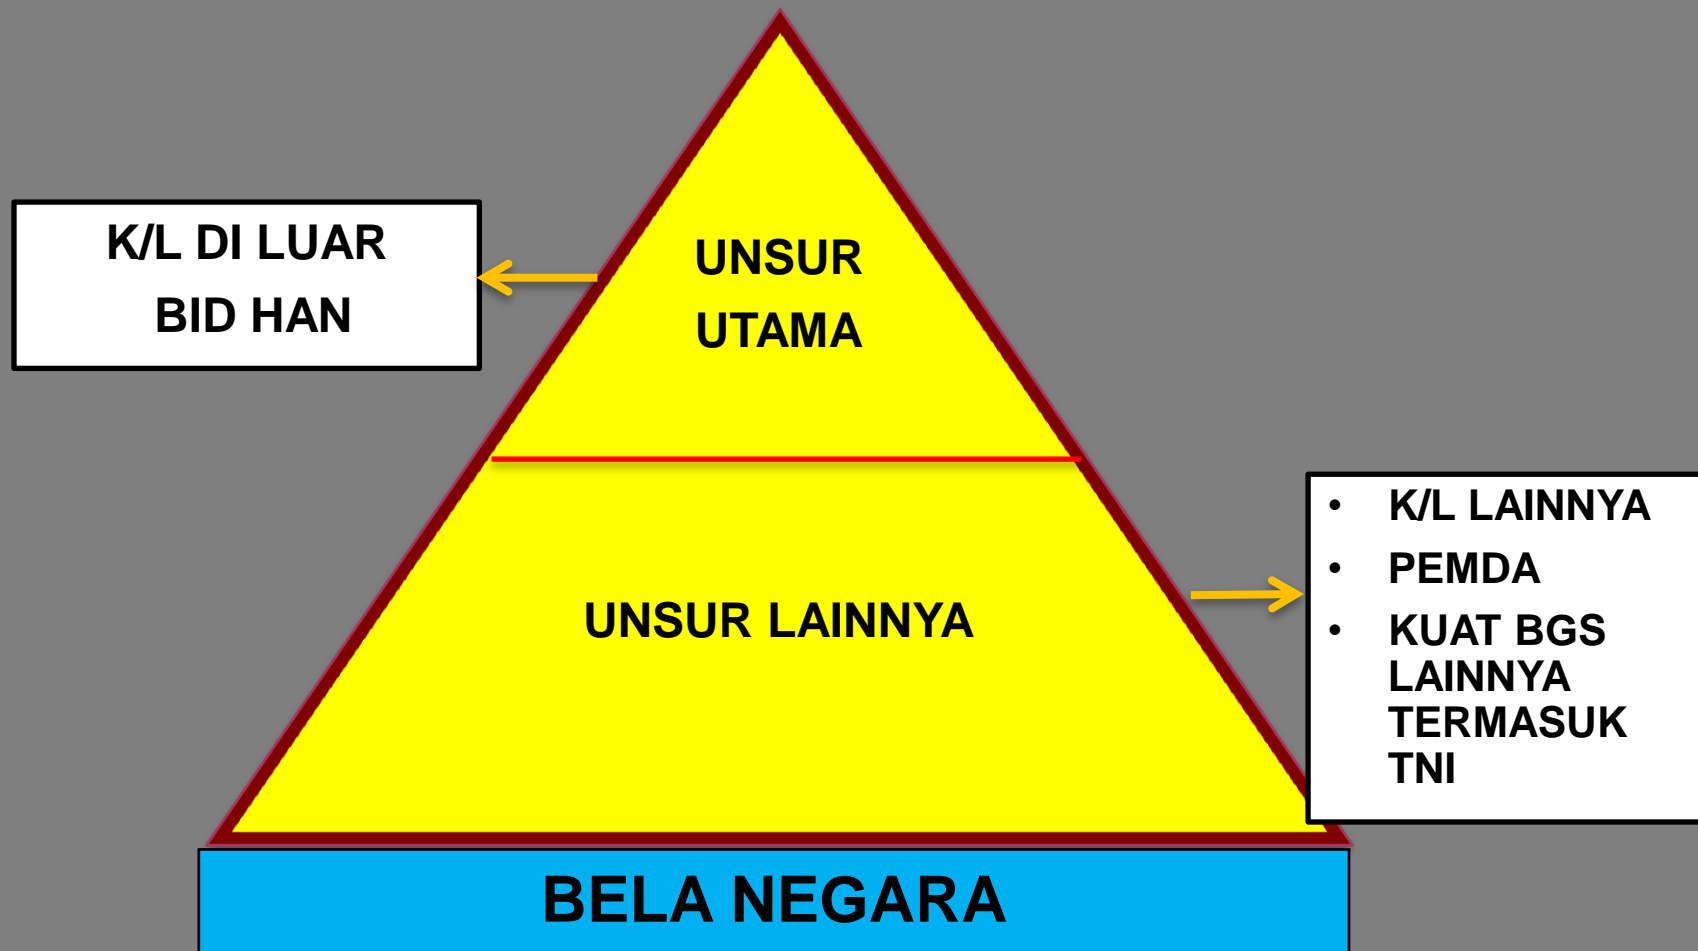 K/L DI LUAR
BID HAN
UNSUR
UTAMA
UNSUR LAINNYA
• K/L LAINNYA
• PEMDA
• KUAT BGS
LAINNYA
TERMASUK
TNI
BELA NEGARA